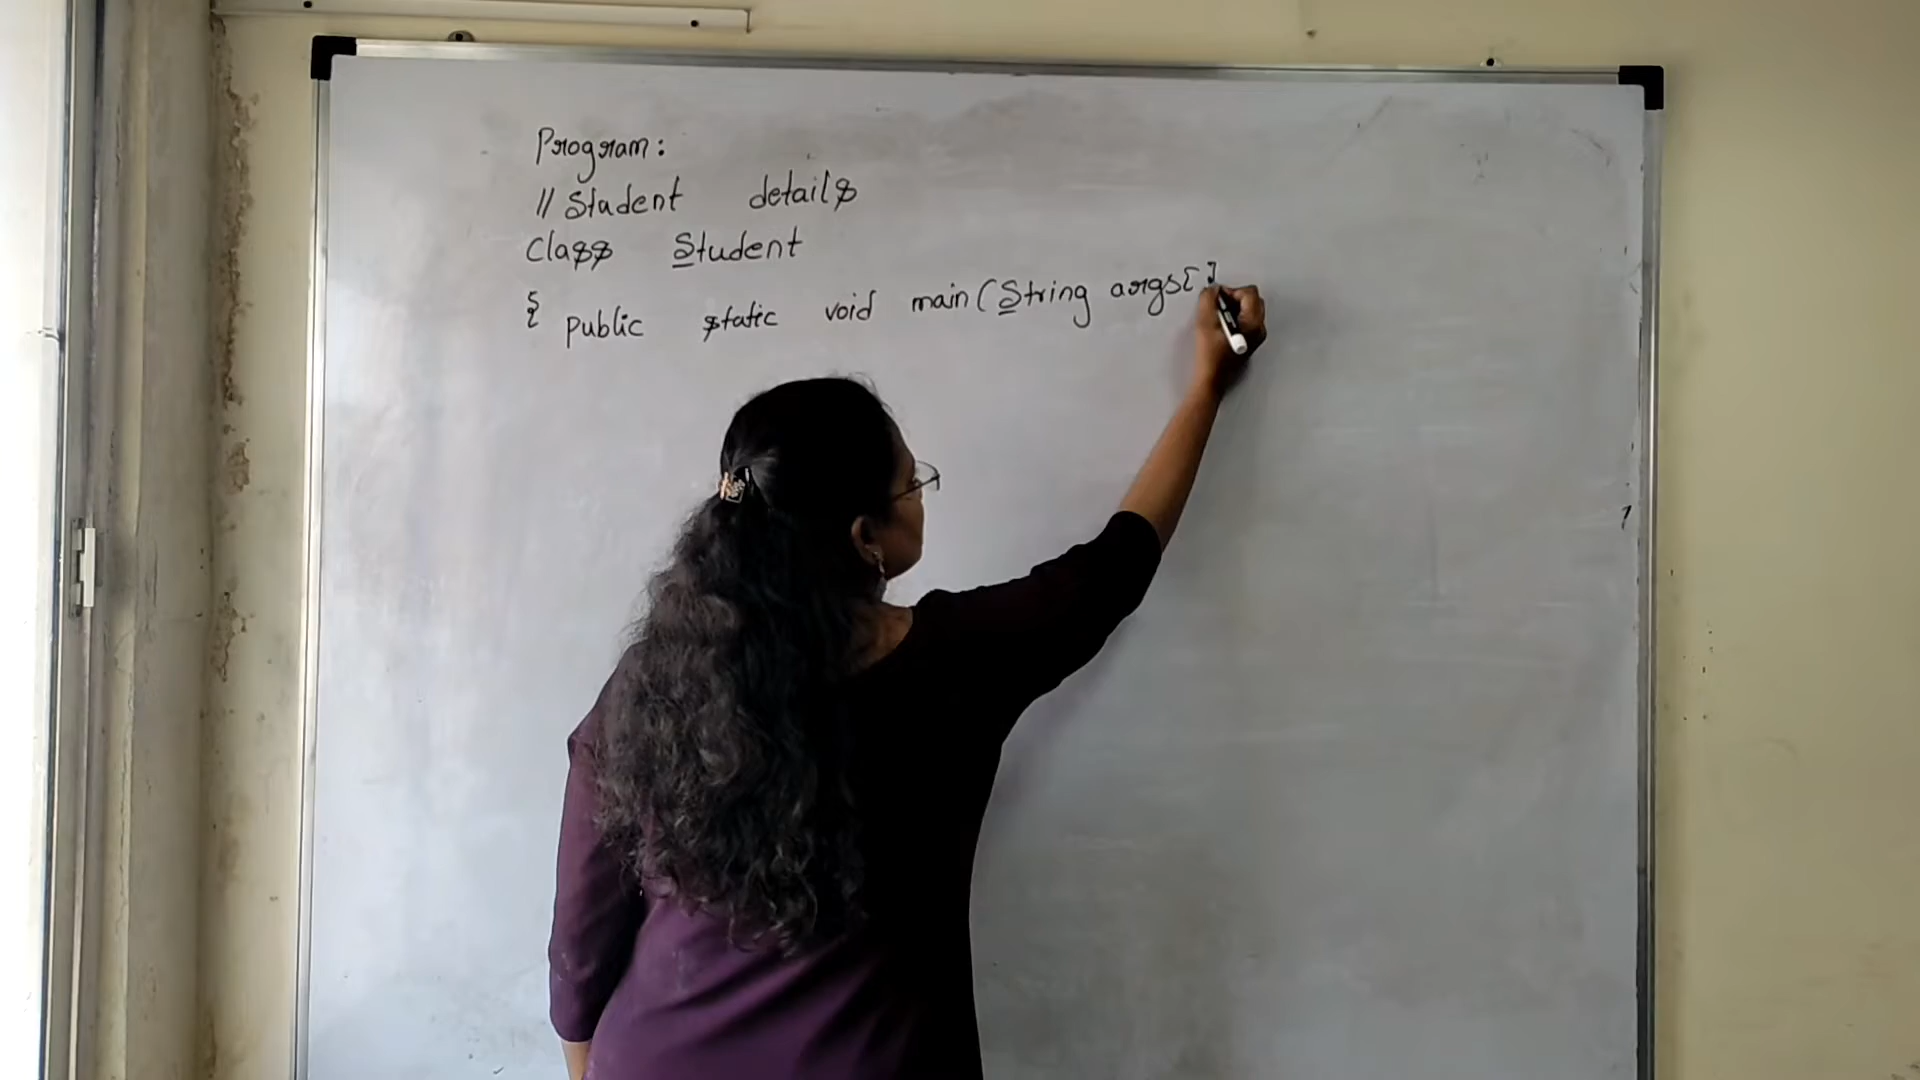 Program:
// Student details
Class Student
{ public static void main(String args[]